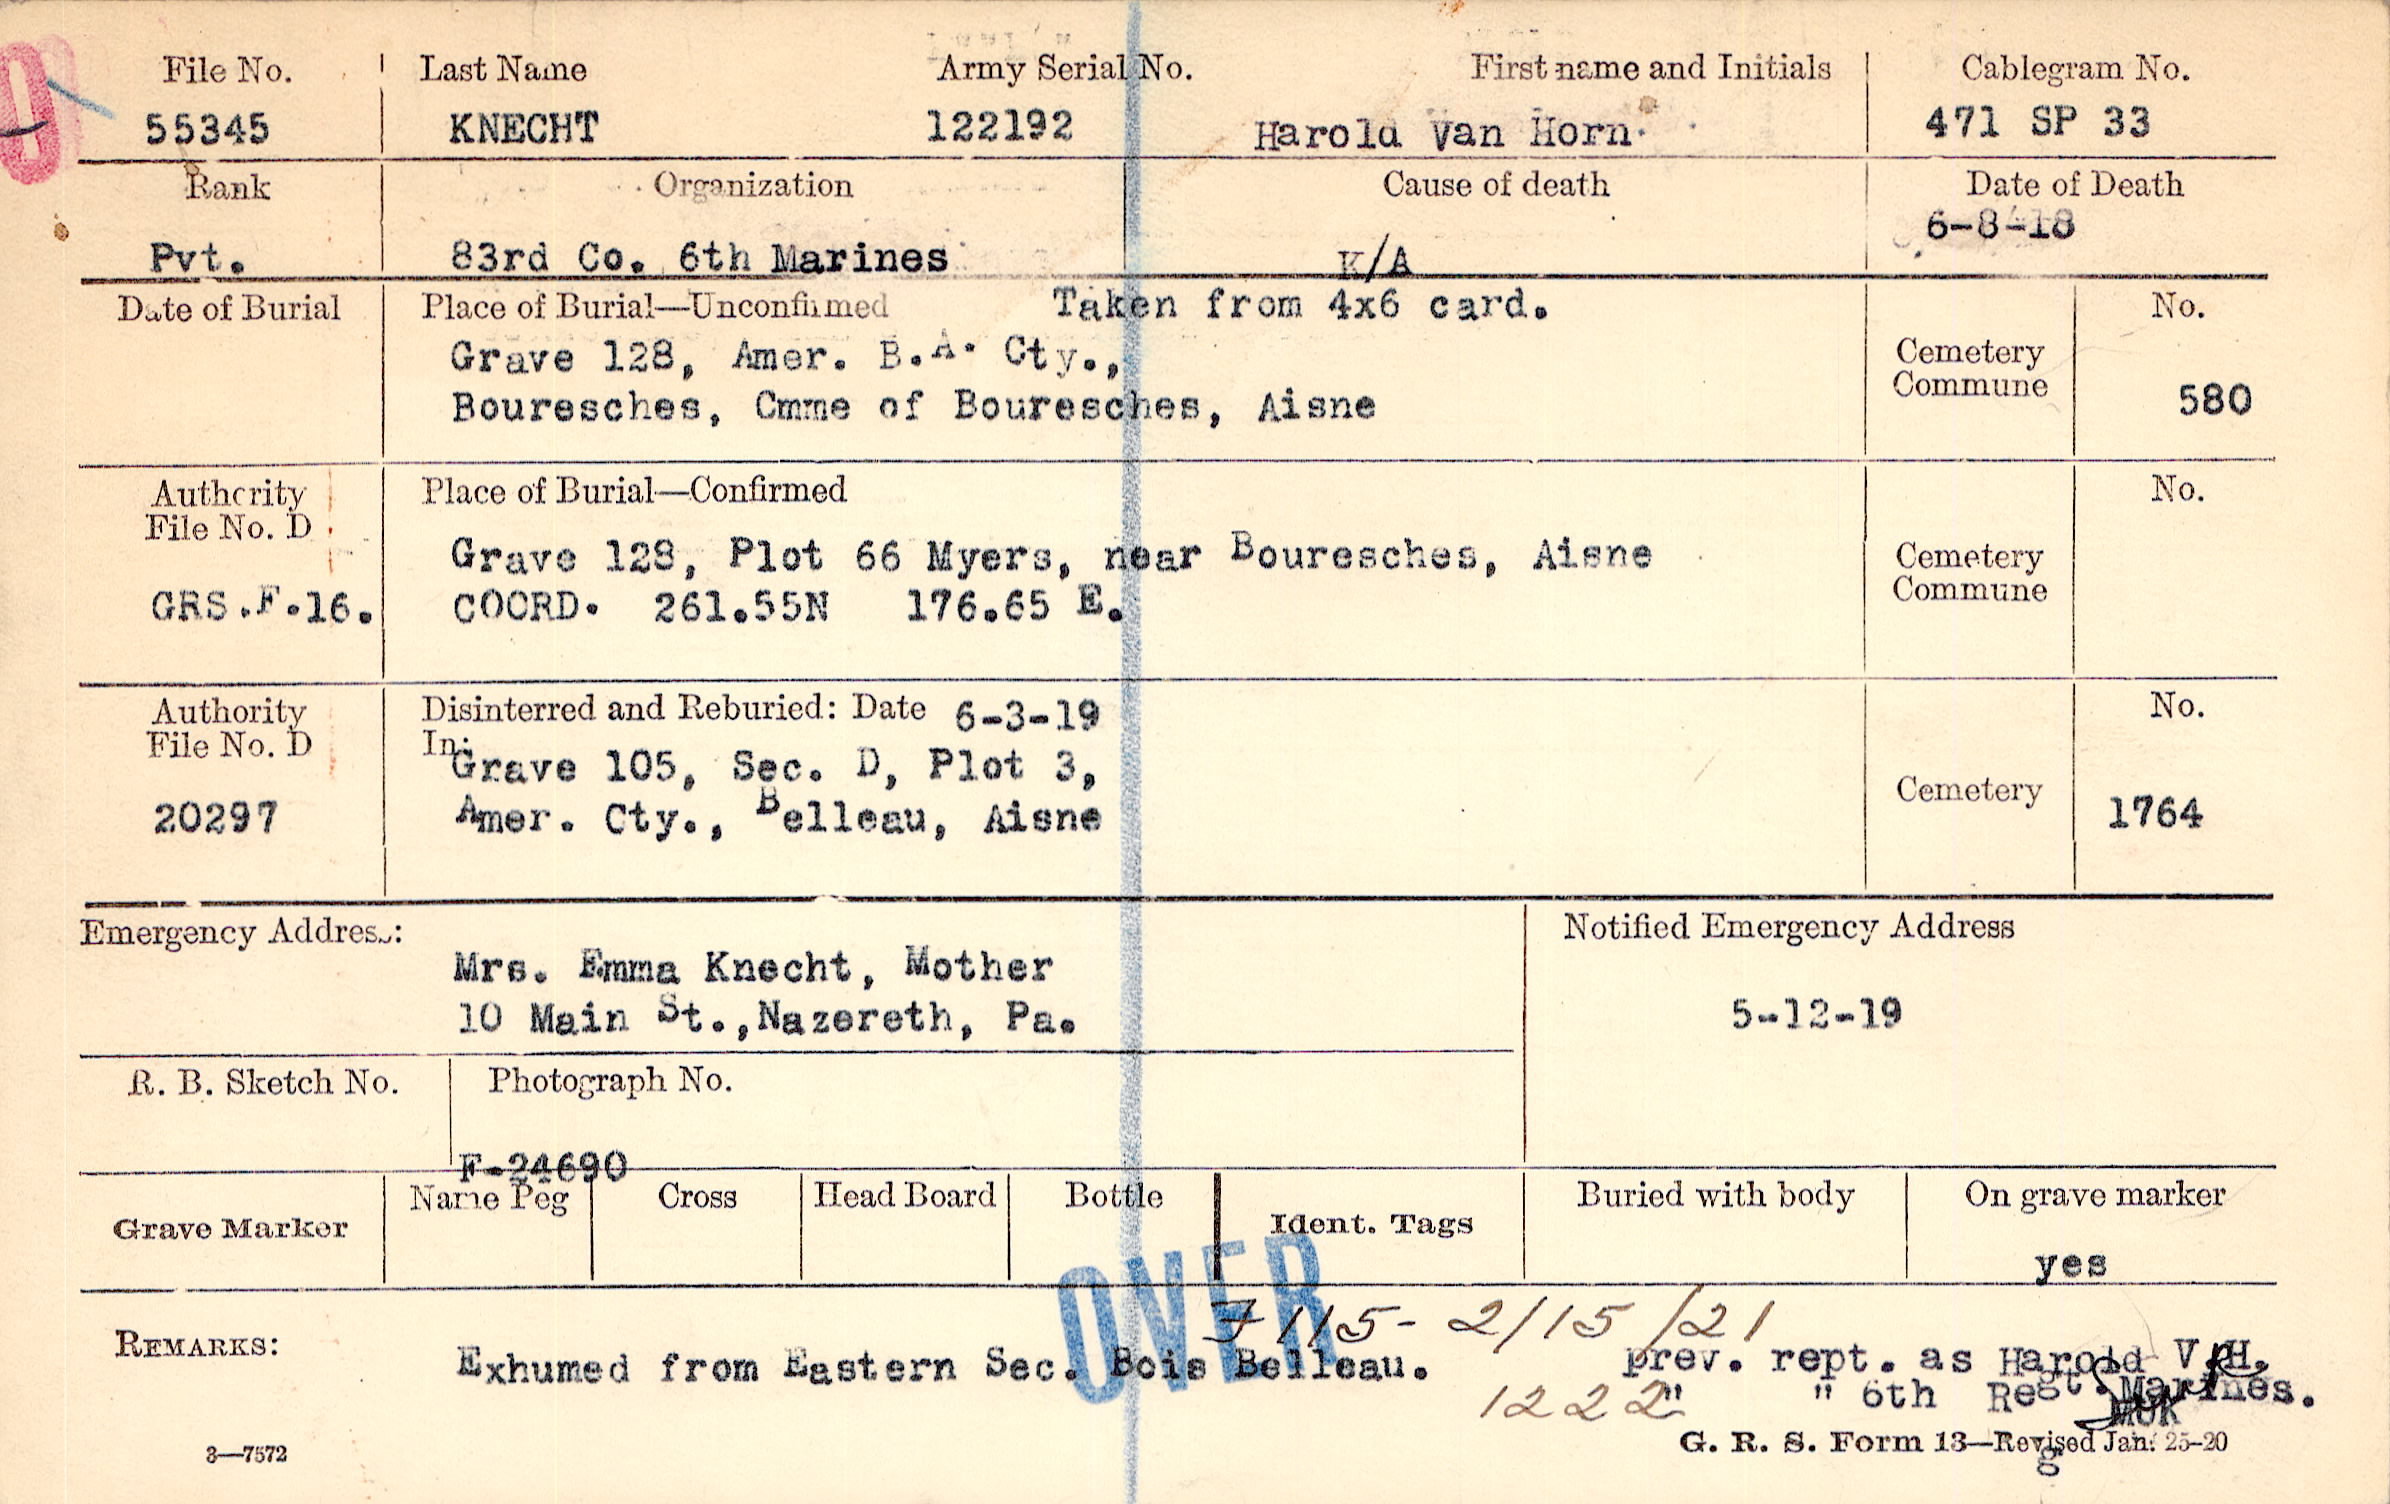 File No. Last Name Army Serial No. First name and Initials Cablegram No.
55345 KNECHT 122192 Harold Van Horn. 471 SP 33
Rank Organization Cause of death Date of Death
Pvt. 83rd Co. 6th Marines K/A 6-8-18
Date of Burial Place of Burial—Unconfirmed Taken from 4x6 card. No.
Grave 128, Amer. B.A. Cty., Cemetery
Bouresches, Cmme of Bouresches, Aisne Commune 580
Authority Place of Burial—Confirmed No.
File No. D
Grave 128, Plot 66 Myers, near Bouresches, Aisne Cemetery
GRS.F.16. COORD. 261.55N 176.65 E. Commune
Authority Disinterred and Reburied: Date 6-3-19 No.
File No. D In:
Grave 105, Sec. D, Plot 3, Cemetery
20297 Amer. Cty., Belleau, Aisne 1764
Emergency Address: Notified Emergency Address
Mrs. Emma Knecht, Mother
10 Main St.,Nazereth, Pa. 5-12-19
R. B. Sketch No. Photograph No.
F-24690
Grave Marker Name Peg Cross Head Board Bottle Ident. Tags Buried with body On grave marker
yes
OVER
7115- 2/15/21
REMARKS: Exhumed from Eastern Sec. Bois Belleau. prev. rept. as Harold V.H.
1222 " " 6th Regt. Marines.
MGK
3—7572 G. R. S. Form 13—Revised Jan. 25-20
g